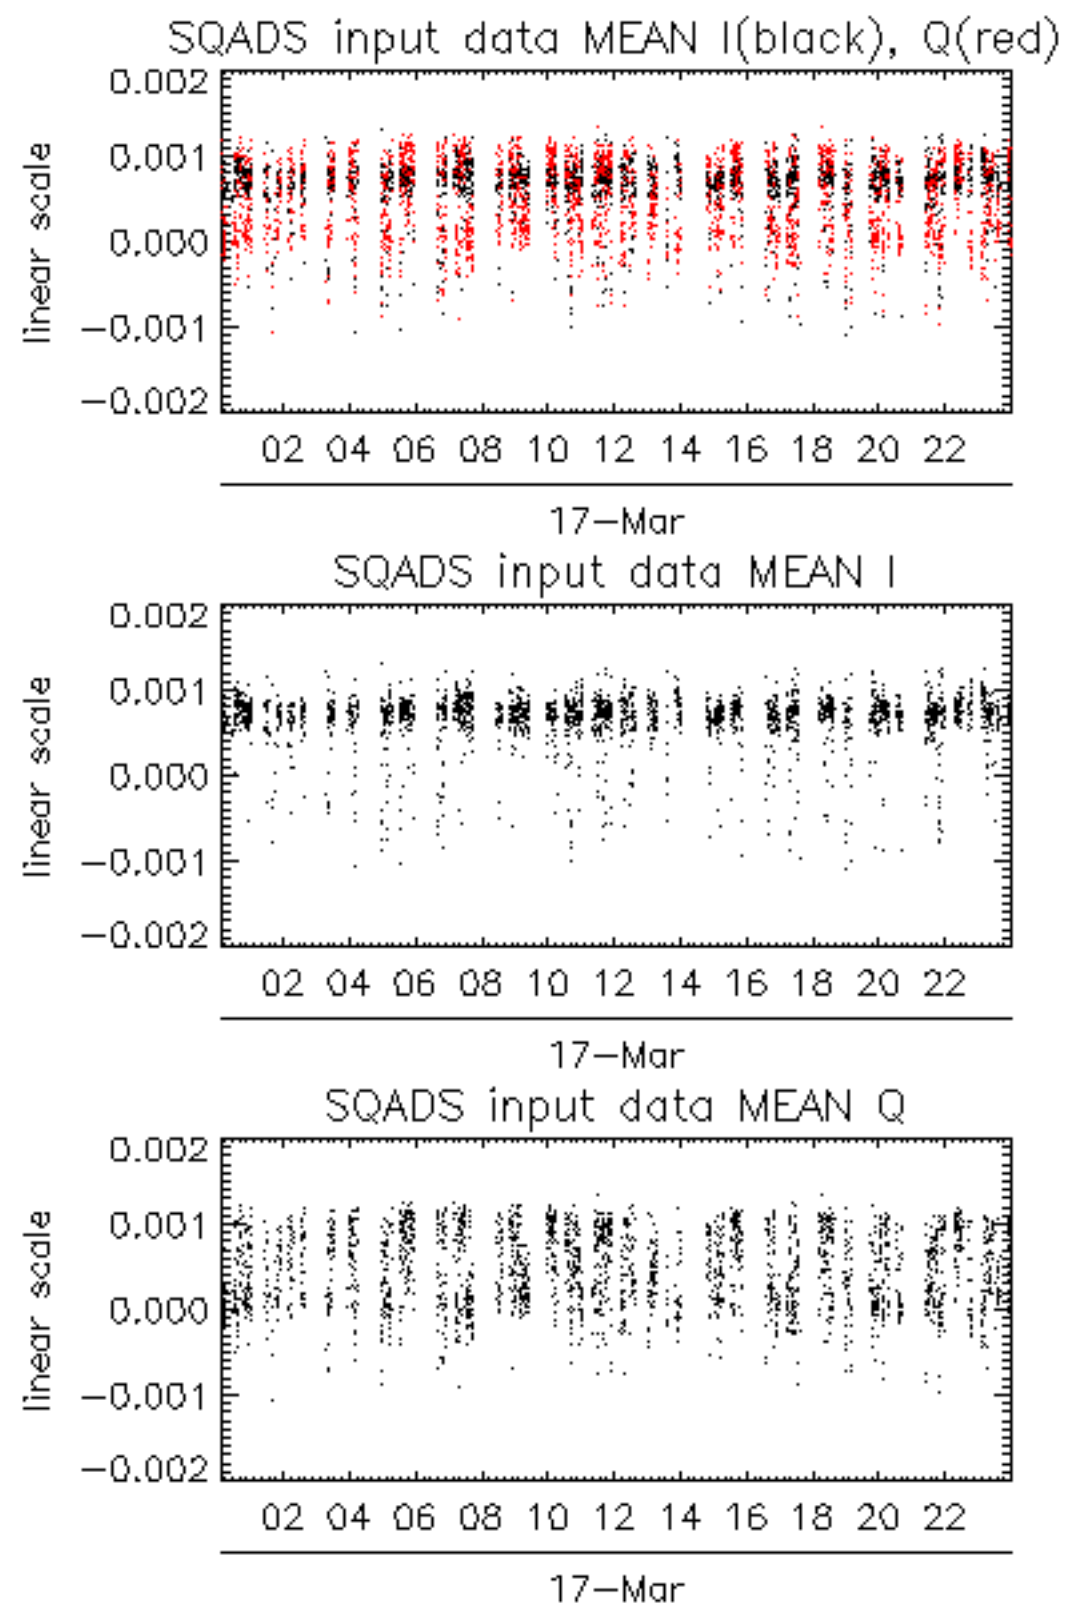 SQADS input data MEAN I(black), Q(red)
0.002
0.001
0.000
−0.001
−0.002
linear scale
02 04 06 08 10 12 14 16 18 20 22
17−Mar
SQADS input data MEAN I
0.002
0.001
0.000
−0.001
−0.002
linear scale
02 04 06 08 10 12 14 16 18 20 22
17−Mar
SQADS input data MEAN Q
0.002
0.001
0.000
−0.001
−0.002
linear scale
02 04 06 08 10 12 14 16 18 20 22
17−Mar